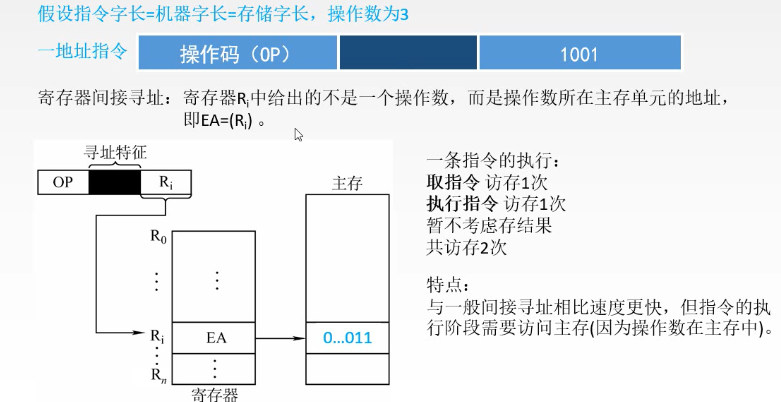 假设指令字长=机器字长=存储字长，操作数为3
一地址指令 操作码（OP） 1001
寄存器间接寻址：寄存器Rᵢ中给出的不是一个操作数，而是操作数所在主存单元的地址，
即EA=(Rᵢ) 。
寻址特征
OP Rᵢ
主存
R₀
⋮ ⋮
Rᵢ EA 0...011
⋮ ⋮
Rₙ
寄存器
一条指令的执行：
取指令 访存1次
执行指令 访存1次
暂不考虑存结果
共访存2次
特点：
与一般间接寻址相比速度更快，但指令的执
行阶段需要访问主存(因为操作数在主存中)。